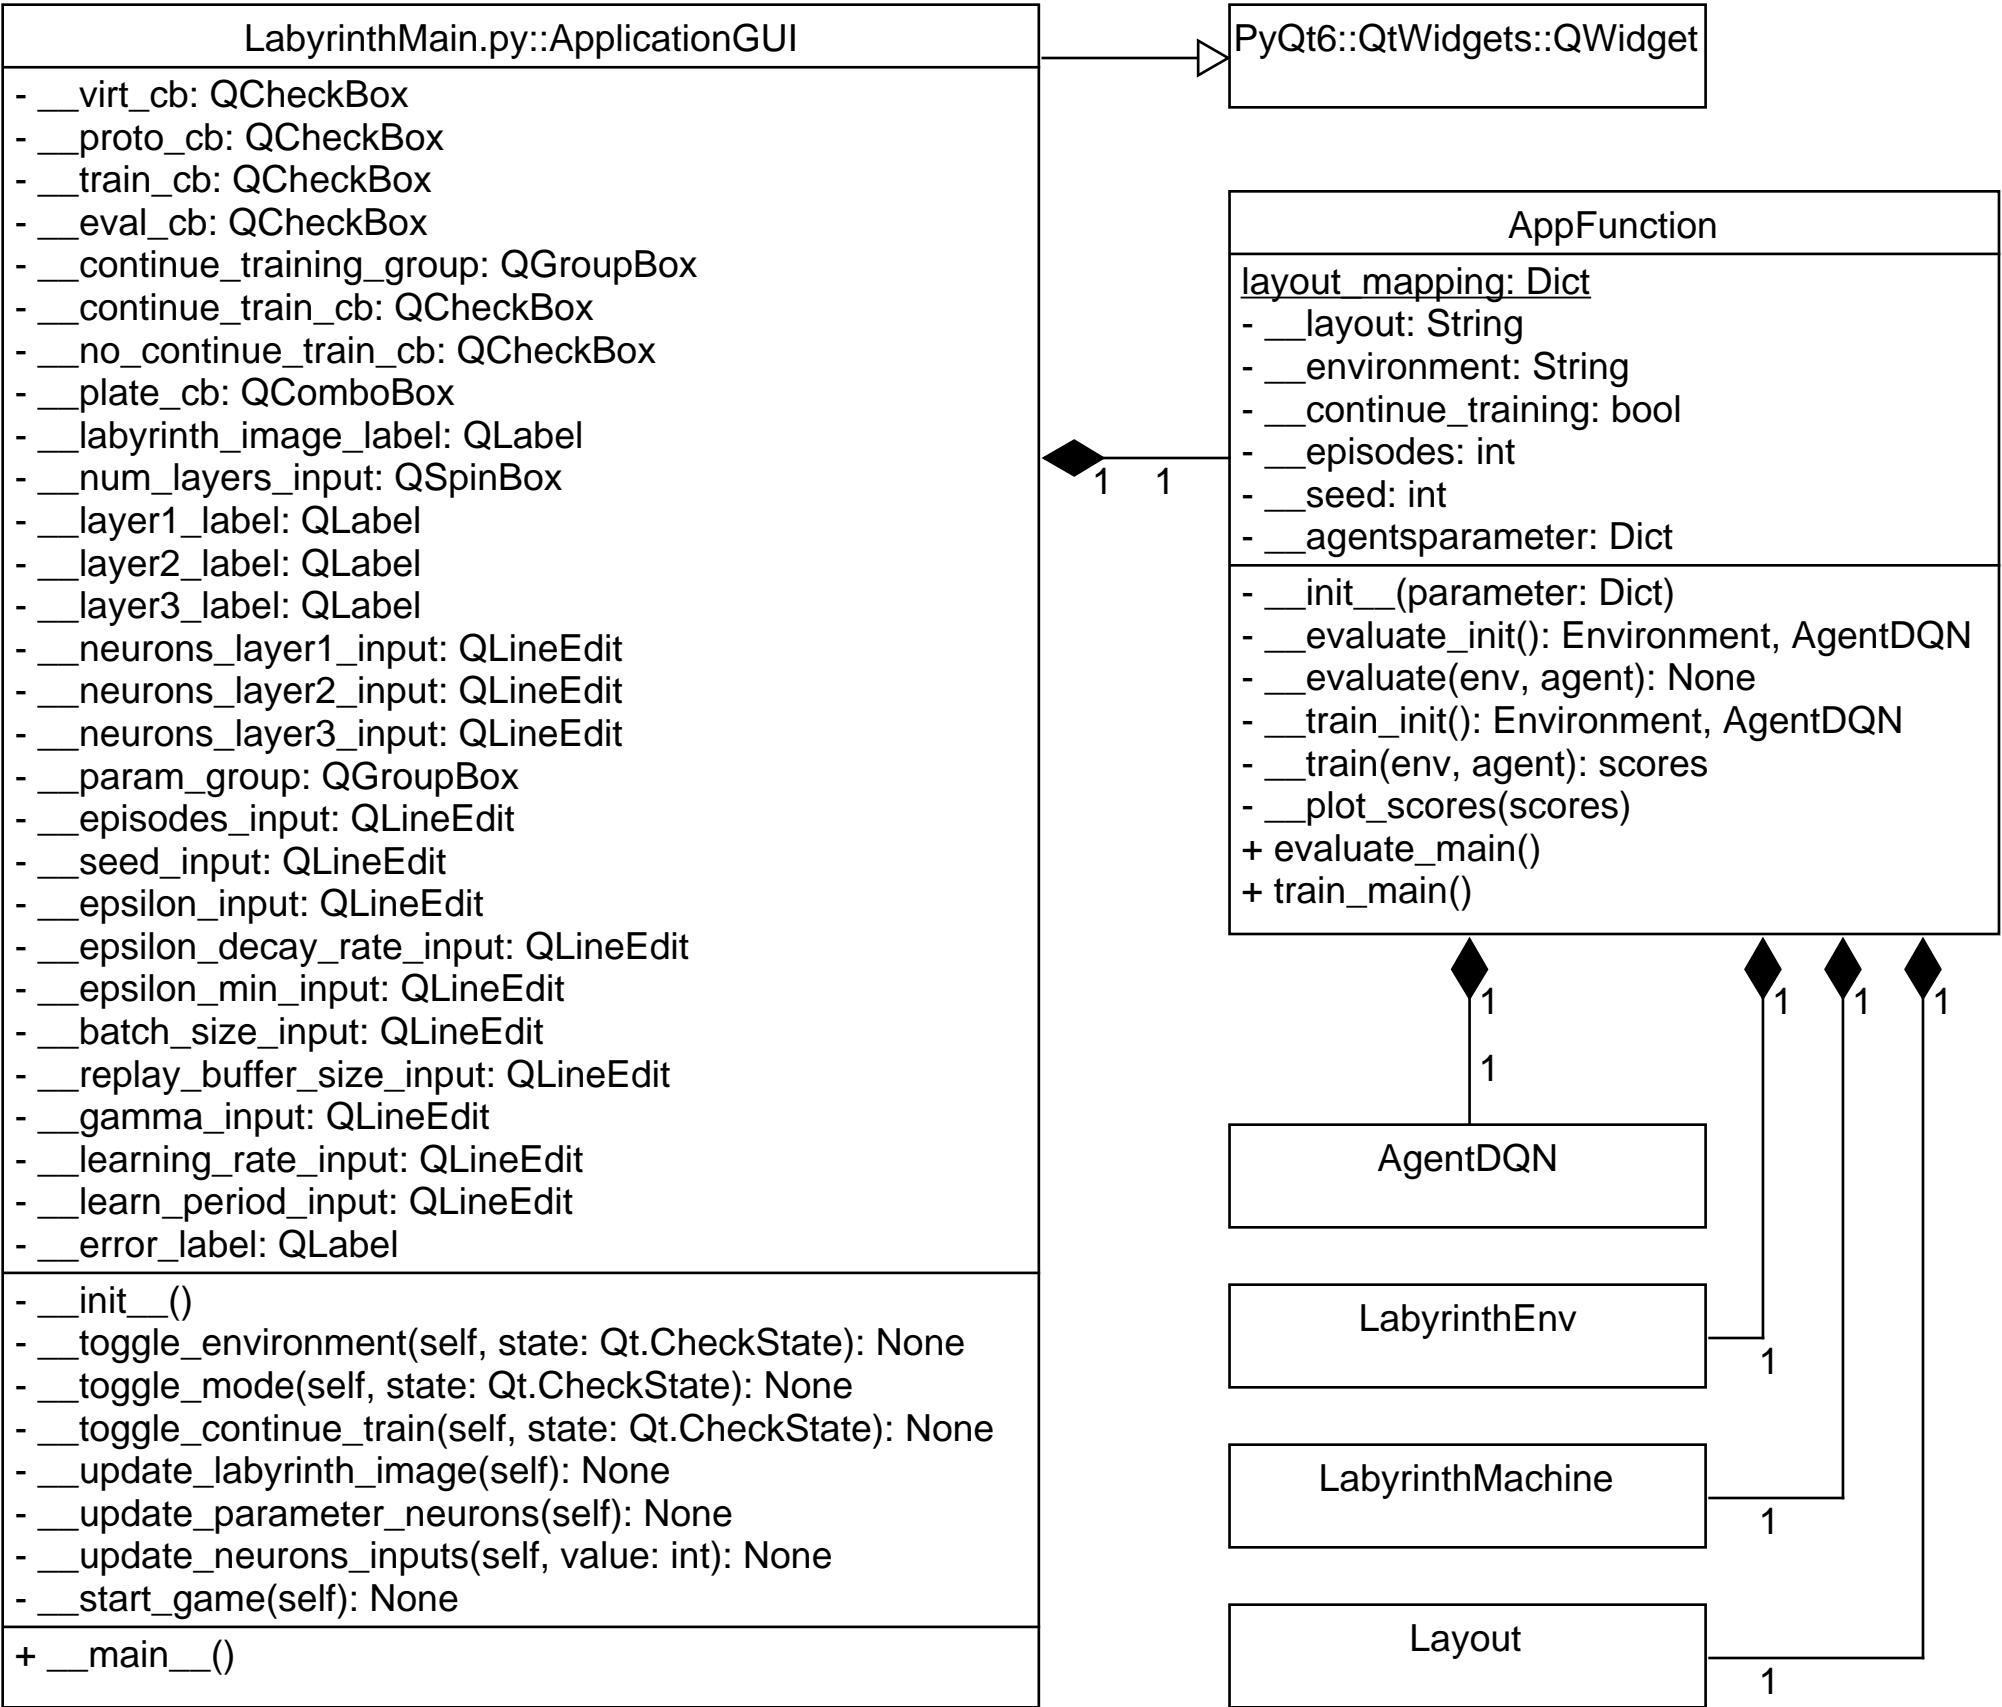 LabyrinthMain.py::ApplicationGUI
- __virt_cb: QCheckBox
- __proto_cb: QCheckBox
- __train_cb: QCheckBox
- __eval_cb: QCheckBox
- __continue_training_group: QGroupBox
- __continue_train_cb: QCheckBox
- __no_continue_train_cb: QCheckBox
- __plate_cb: QComboBox
- __labyrinth_image_label: QLabel
- __num_layers_input: QSpinBox
- __layer1_label: QLabel
- __layer2_label: QLabel
- __layer3_label: QLabel
- __neurons_layer1_input: QLineEdit
- __neurons_layer2_input: QLineEdit
- __neurons_layer3_input: QLineEdit
- __param_group: QGroupBox
- __episodes_input: QLineEdit
- __seed_input: QLineEdit
- __epsilon_input: QLineEdit
- __epsilon_decay_rate_input: QLineEdit
- __epsilon_min_input: QLineEdit
- __batch_size_input: QLineEdit
- __replay_buffer_size_input: QLineEdit
- __gamma_input: QLineEdit
- __learning_rate_input: QLineEdit
- __learn_period_input: QLineEdit
- __error_label: QLabel
- __init__()
- __toggle_environment(self, state: Qt.CheckState): None
- __toggle_mode(self, state: Qt.CheckState): None
- __toggle_continue_train(self, state: Qt.CheckState): None
- __update_labyrinth_image(self): None
- __update_parameter_neurons(self): None
- __update_neurons_inputs(self, value: int): None
- __start_game(self): None
+ __main__()
PyQt6::QtWidgets::QWidget
1 1
AppFunction
layout_mapping: Dict
- __layout: String
- __environment: String
- __continue_training: bool
- __episodes: int
- __seed: int
- __agentsparameter: Dict
- __init__(parameter: Dict)
- __evaluate_init(): Environment, AgentDQN
- __evaluate(env, agent): None
- __train_init(): Environment, AgentDQN
- __train(env, agent): scores
- __plot_scores(scores)
+ evaluate_main()
+ train_main()
1 1 1 1
1
AgentDQN
LabyrinthEnv
1
LabyrinthMachine
1
Layout
1